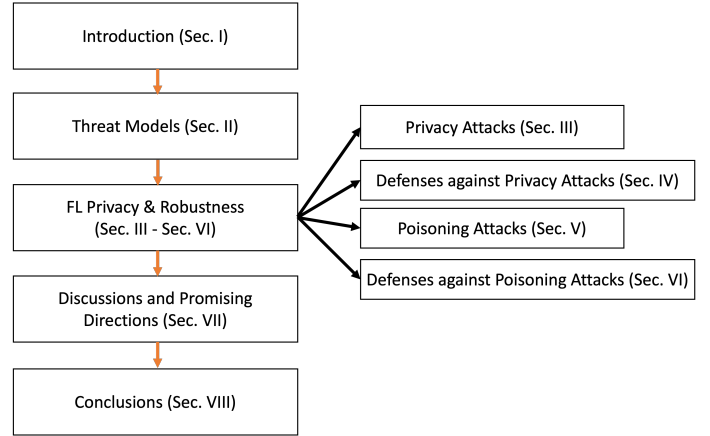 Introduction (Sec. I)
Threat Models (Sec. II)
FL Privacy & Robustness
(Sec. III - Sec. VI)
Discussions and Promising
Directions (Sec. VII)
Conclusions (Sec. VIII)
Privacy Attacks (Sec. III)
Defenses against Privacy Attacks (Sec. IV)
Poisoning Attacks (Sec. V)
Defenses against Poisoning Attacks (Sec. VI)